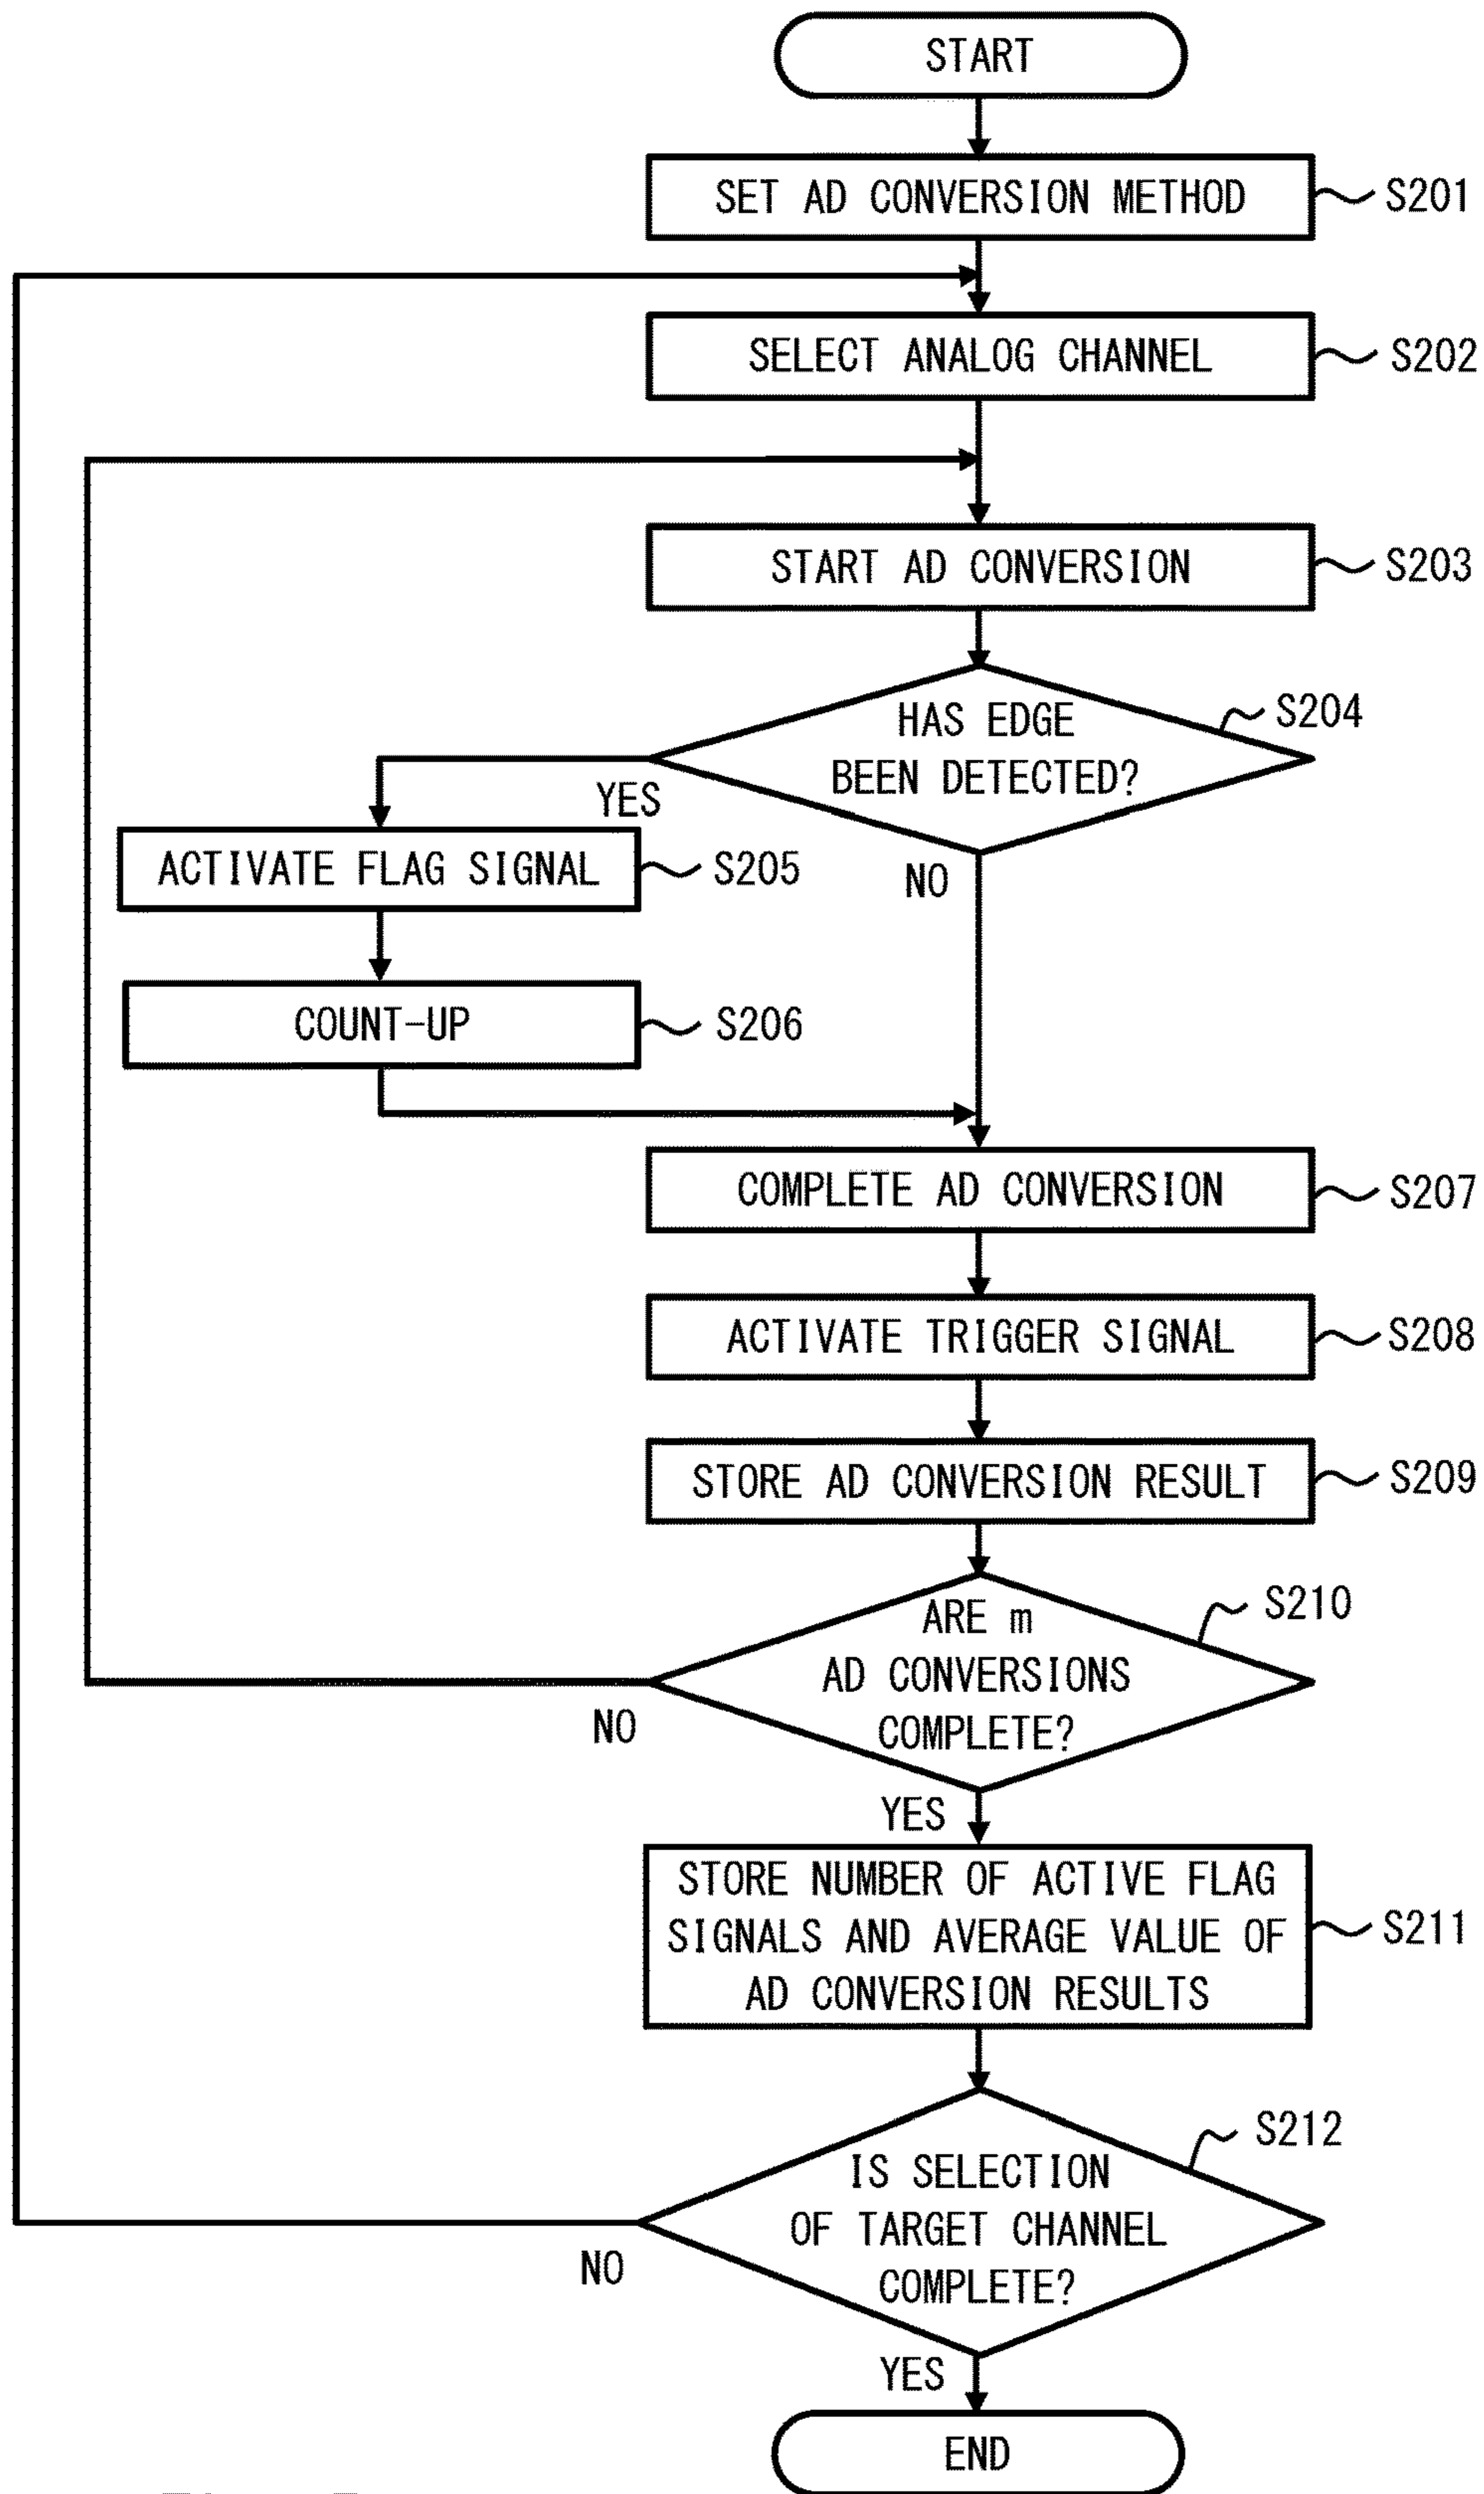 START
SET AD CONVERSION METHOD
S201
SELECT ANALOG CHANNEL
S202
START AD CONVERSION
S203
HAS EDGE
BEEN DETECTED?
S204
YES
NO
ACTIVATE FLAG SIGNAL
S205
COUNT-UP
S206
COMPLETE AD CONVERSION
S207
ACTIVATE TRIGGER SIGNAL
S208
STORE AD CONVERSION RESULT
S209
ARE m
AD CONVERSIONS
COMPLETE?
S210
NO
YES
STORE NUMBER OF ACTIVE FLAG
SIGNALS AND AVERAGE VALUE OF
AD CONVERSION RESULTS
S211
IS SELECTION
OF TARGET CHANNEL
COMPLETE?
S212
NO
YES
END